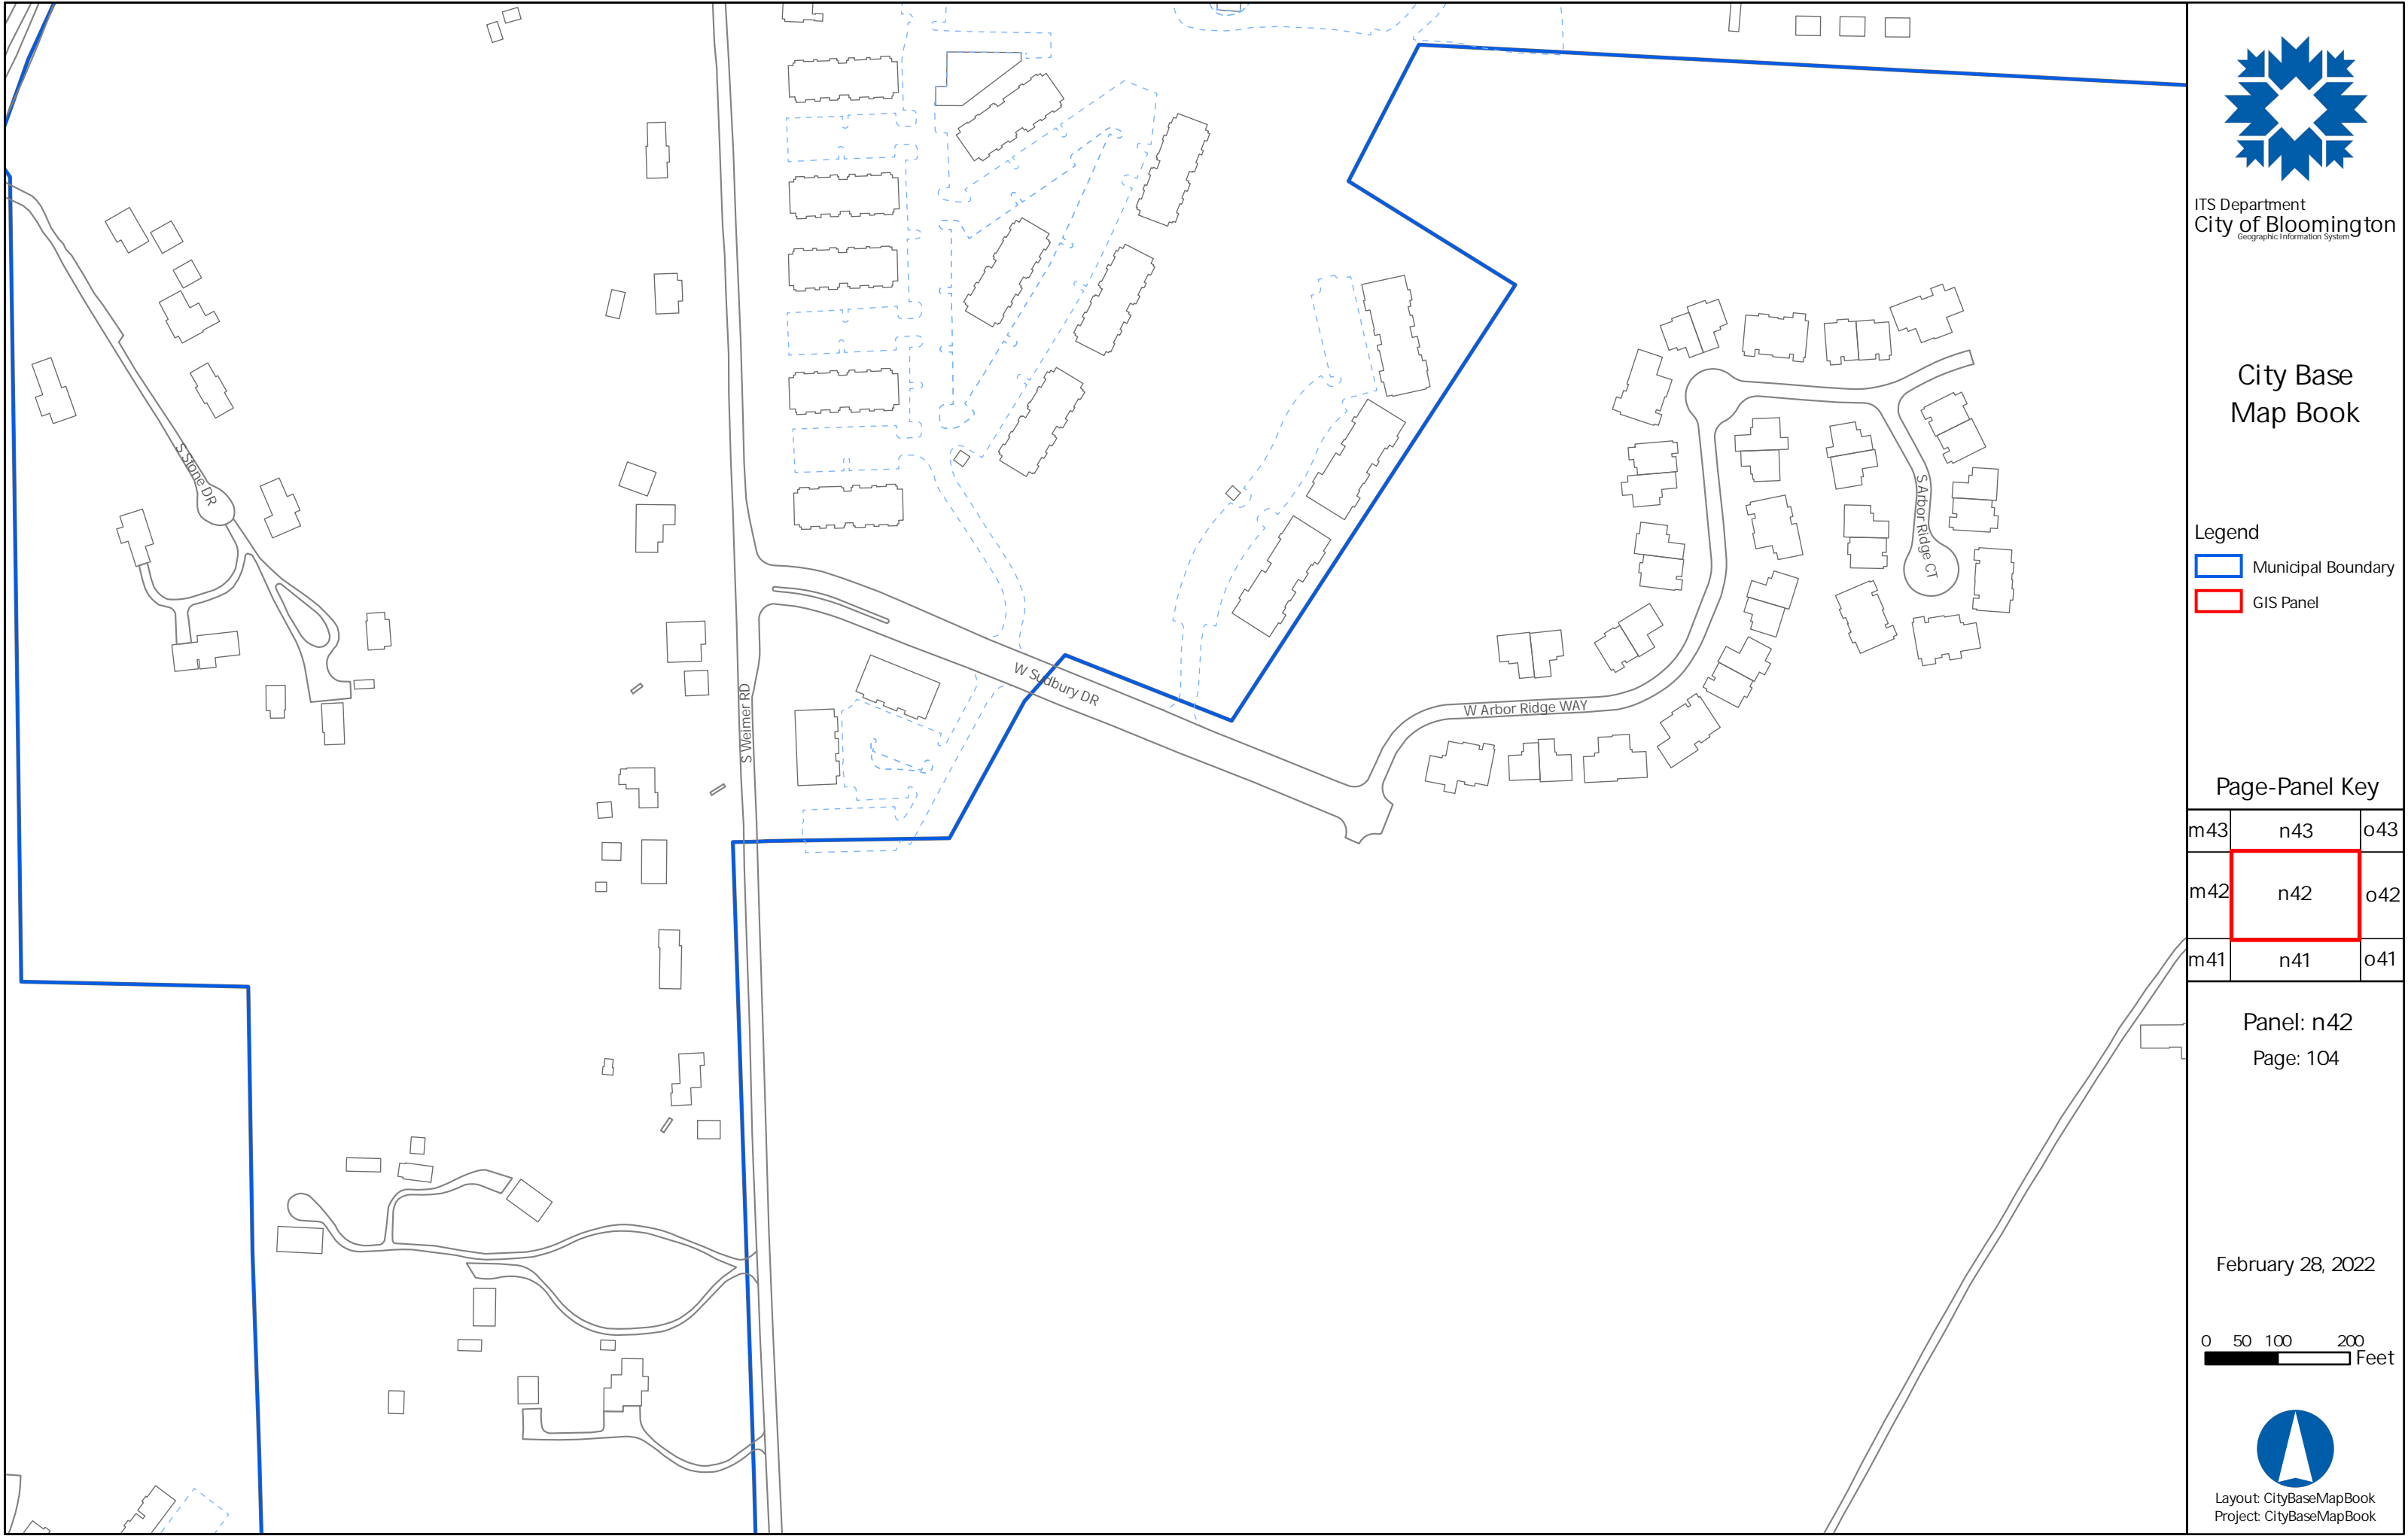 S Stone DR
S Weimer RD
W Sudbury DR
W Arbor Ridge WAY
S Arbor Ridge CT
ITS Department
City of Bloomington
Geographic Information System
City Base
Map Book
Legend
Municipal Boundary
GIS Panel
Page-Panel Key
m43 n43 o43
m42 n42 o42
m41 n41 o41
Panel: n42
Page: 104
February 28, 2022
0 50 100 200
Feet
Layout: CityBaseMapBook
Project: CityBaseMapBook